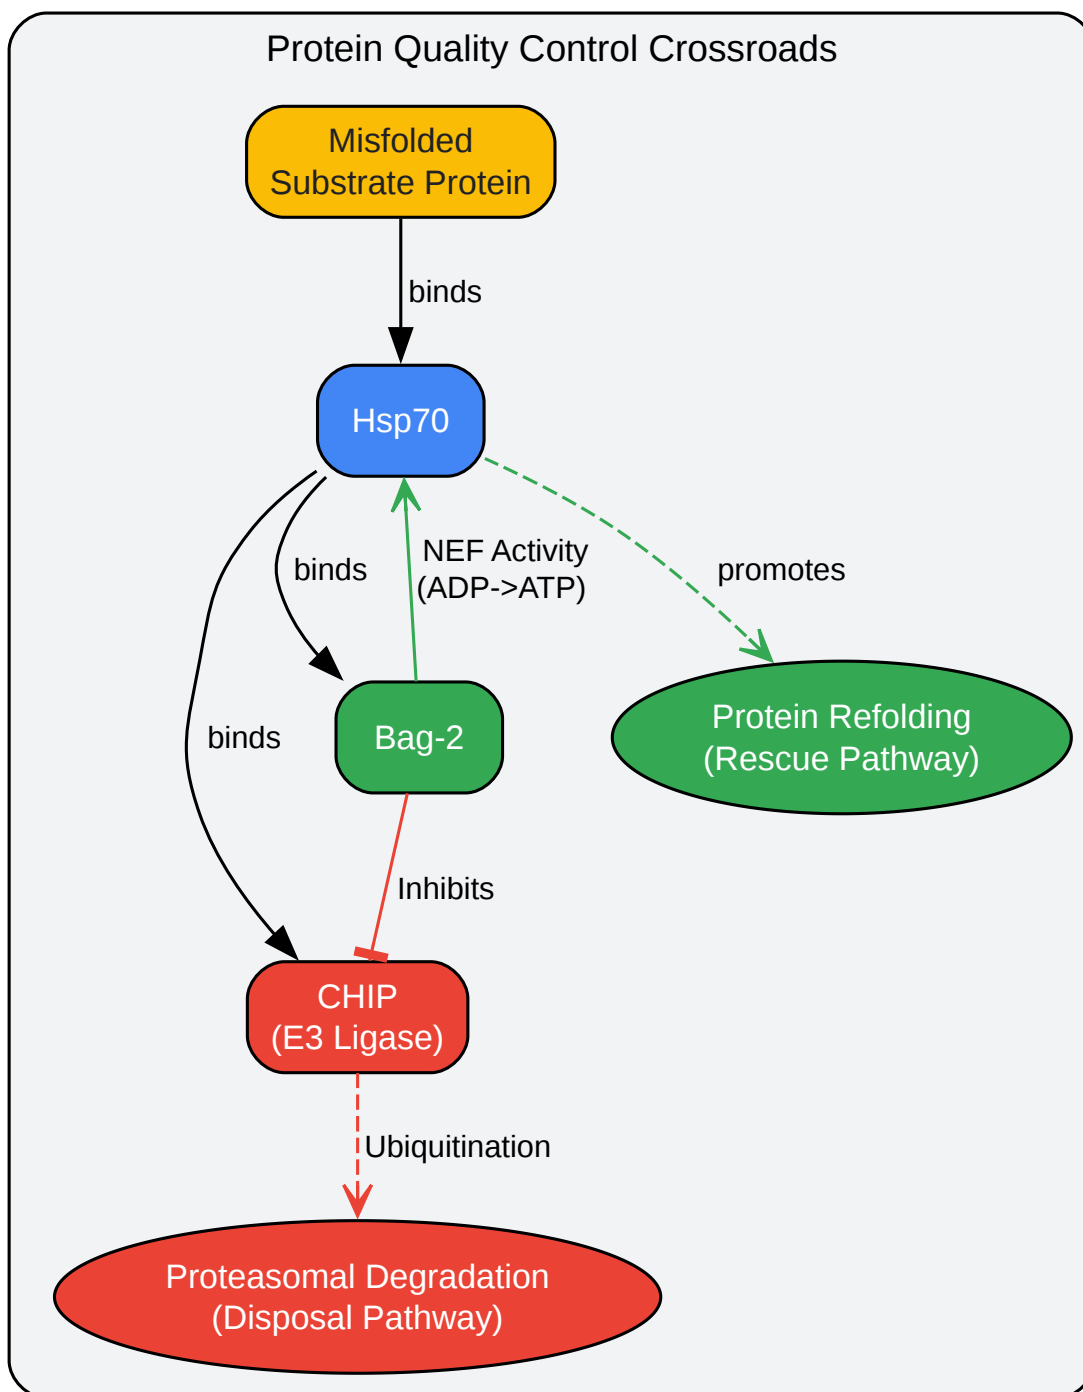 Protein Quality Control Crossroads
Misfolded
Substrate Protein
binds
Hsp70
binds
NEF Activity
(ADP->ATP)
promotes
binds
Bag-2
Protein Refolding
(Rescue Pathway)
Inhibits
CHIP
(E3 Ligase)
Ubiquitination
Proteasomal Degradation
(Disposal Pathway)